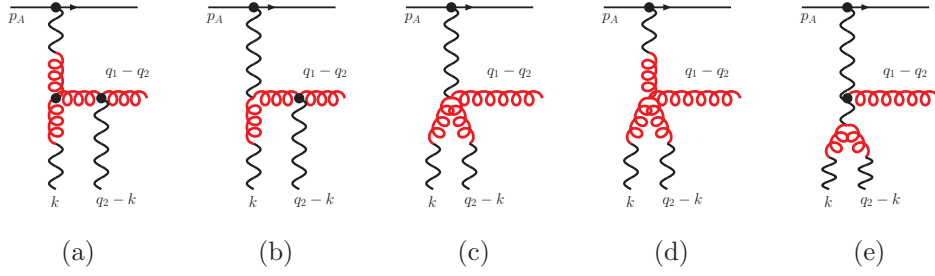 p_A
q_1 − q_2
k
q_2 − k
(a)
p_A
q_1 − q_2
k
q_2 − k
(b)
p_A
q_1 − q_2
k
q_2 − k
(c)
p_A
q_1 − q_2
k
q_2 − k
(d)
p_A
q_1 − q_2
k
q_2 − k
(e)